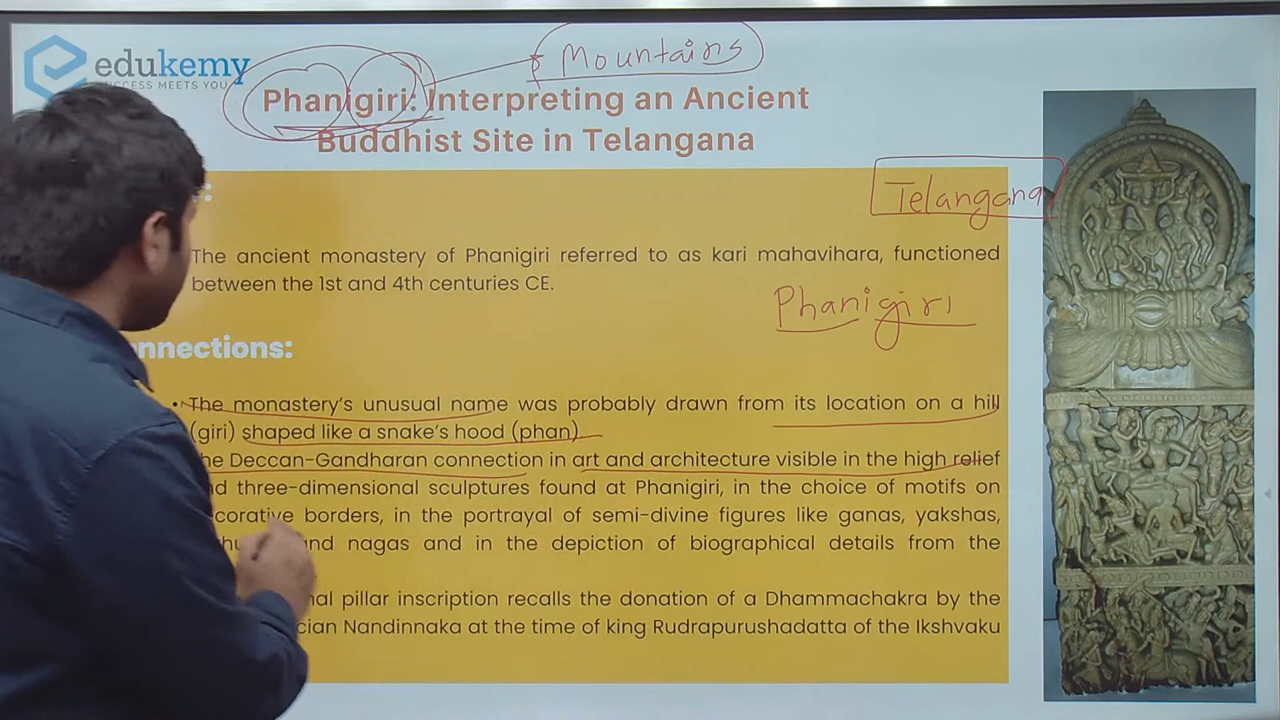 edukemy
SUCCESS MEETS YOU
Mountains
Phanigiri: Interpreting an Ancient
Buddhist Site in Telangana
Telangana
The ancient monastery of Phanigiri referred to as kari mahavihara, functioned
between the 1st and 4th centuries CE.
Phanigiri
nnections:
• The monastery's unusual name was probably drawn from its location on a hill
(giri) shaped like a snake's hood (phan).
he Deccan-Gandharan connection in art and architecture visible in the high relief
nd three-dimensional sculptures found at Phanigiri, in the choice of motifs on
corative borders, in the portrayal of semi-divine figures like ganas, yakshas,
nd nagas and in the depiction of biographical details from the
nal pillar inscription recalls the donation of a Dhammachakra by the
cian Nandinnaka at the time of king Rudrapurushadatta of the Ikshvaku